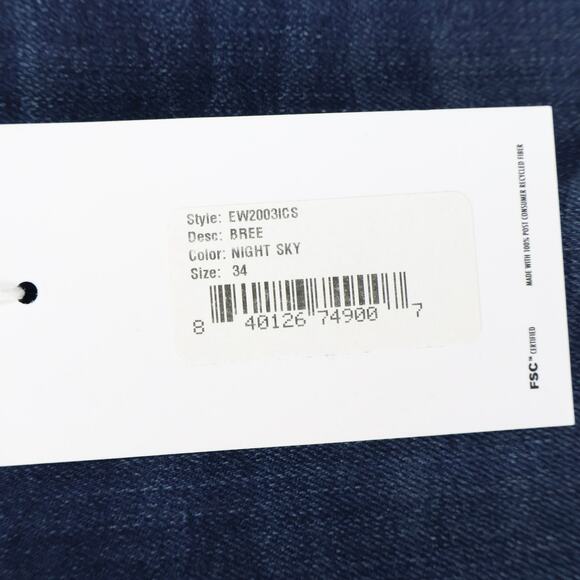 Style: EW2003ICS
Desc: BREE
Color: NIGHT SKY
Size: 34
8 40126 74900 7
MADE WITH 100% POST CONSUMER RECYCLED FIBER
FSC™ CERTIFIED